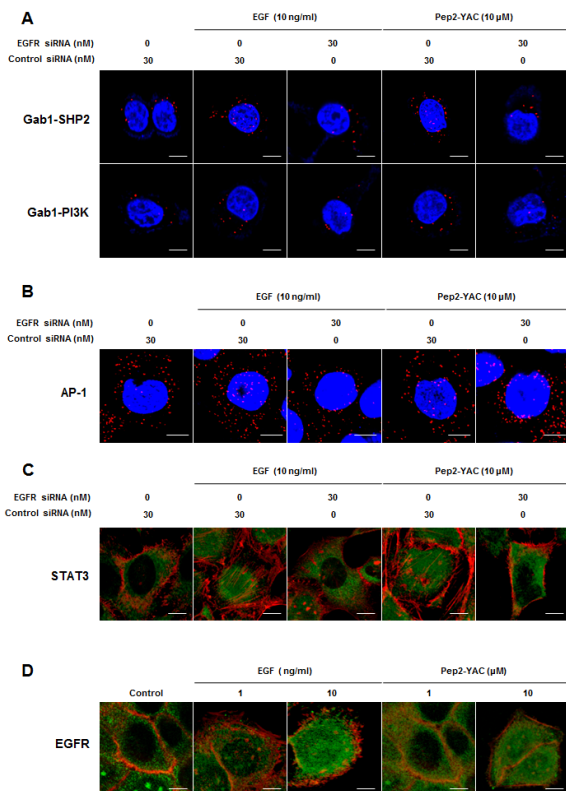 A
EGF (10 ng/ml) Pep2-YAC (10 µM)
EGFR siRNA (nM) 0 0 30 0 30
Control siRNA (nM) 30 30 0 30 0
Gab1-SHP2
Gab1-PI3K
B
EGF (10 ng/ml) Pep2-YAC (10 µM)
EGFR siRNA (nM) 0 0 30 0 30
Control siRNA (nM) 30 30 0 30 0
AP-1
C
EGF (10 ng/ml) Pep2-YAC (10 µM)
EGFR siRNA (nM) 0 0 30 0 30
Control siRNA (nM) 30 30 0 30 0
STAT3
D
EGF ( ng/ml) Pep2-YAC (µM)
Control 1 10 1 10
EGFR